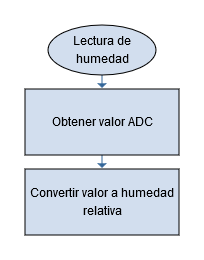 Lectura de
humedad
Obtener valor ADC
Convertir valor a humedad
relativa